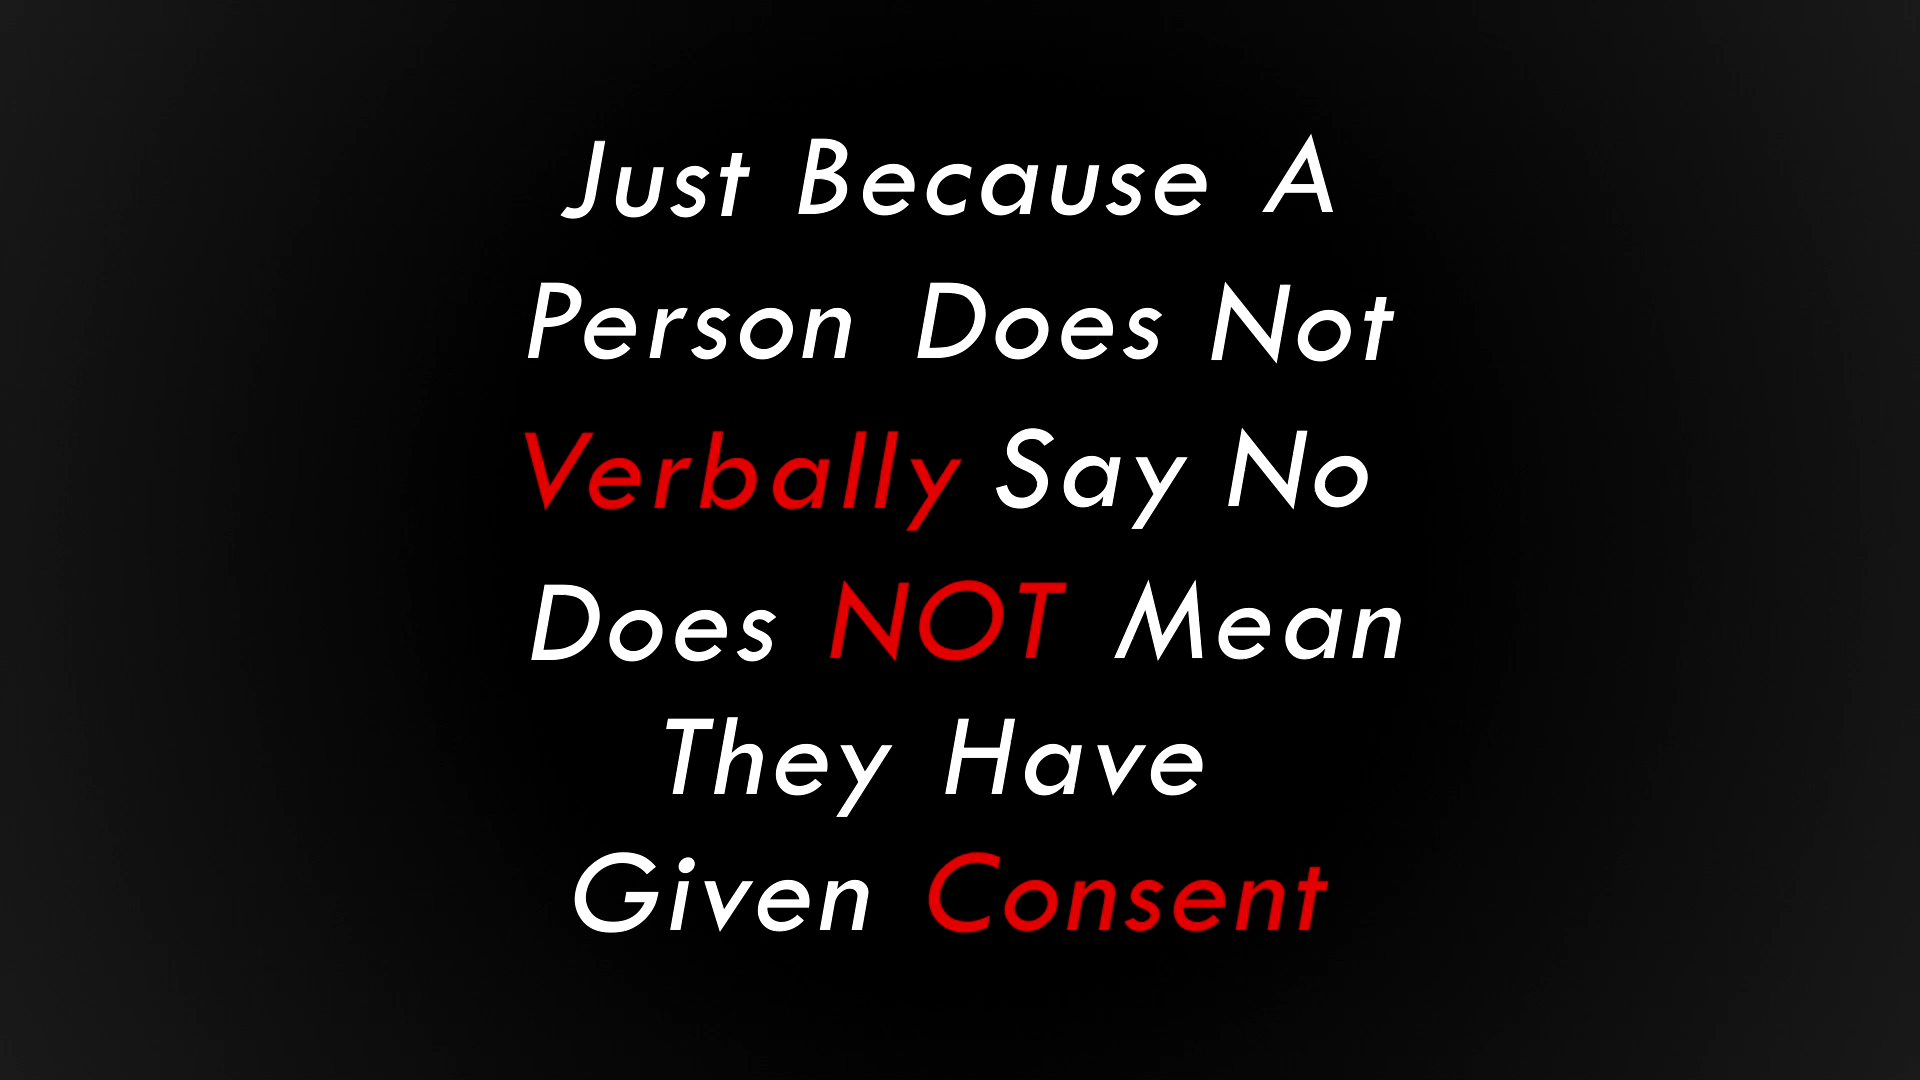 Just Because A
Person Does Not
Verbally Say No
Does NOT Mean
They Have
Given Consent